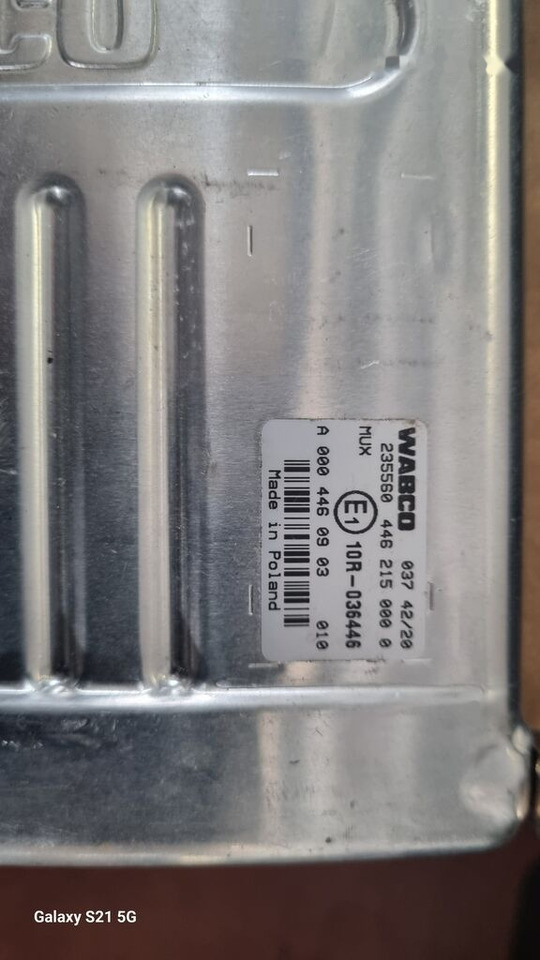 WABCO 037 42/20
235560 446 215 000 0
MUX
E1 10R-036446
A 000 446 09 03 010
Made in Poland
Galaxy S21 5G